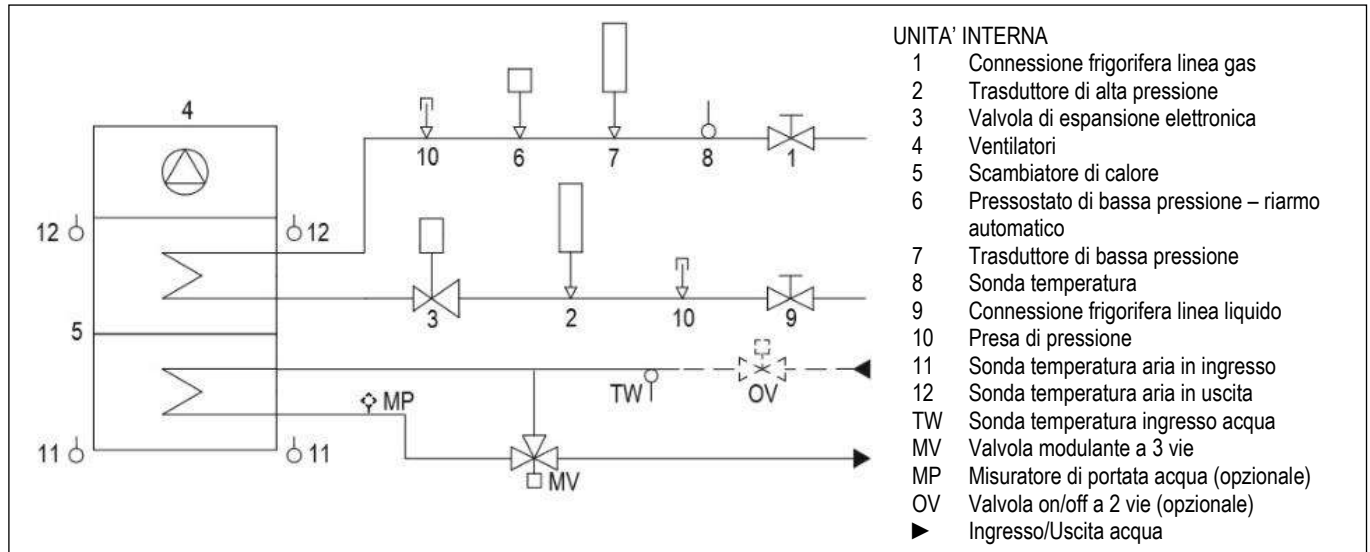 4
10
6
7
8
1
12
12
3
2
10
9
5
TW
OV
MP
11
11
MV
UNITA' INTERNA
1 Connessione frigorifera linea gas
2 Trasduttore di alta pressione
3 Valvola di espansione elettronica
4 Ventilatori
5 Scambiatore di calore
6 Pressostato di bassa pressione – riarmo
automatico
7 Trasduttore di bassa pressione
8 Sonda temperatura
9 Connessione frigorifera linea liquido
10 Presa di pressione
11 Sonda temperatura aria in ingresso
12 Sonda temperatura aria in uscita
TW Sonda temperatura ingresso acqua
MV Valvola modulante a 3 vie
MP Misuratore di portata acqua (opzionale)
OV Valvola on/off a 2 vie (opzionale)
► Ingresso/Uscita acqua